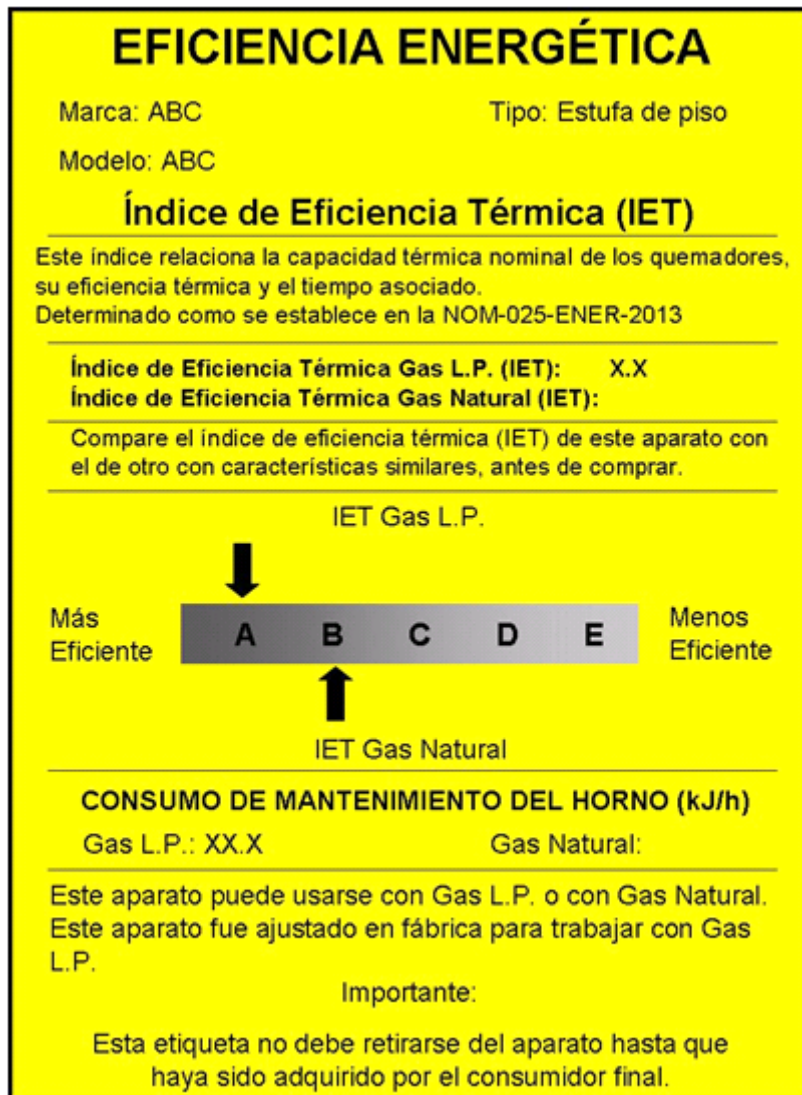 EFICIENCIA ENERGÉTICA
Marca: ABC Tipo: Estufa de piso
Modelo: ABC
Índice de Eficiencia Térmica (IET)
Este índice relaciona la capacidad térmica nominal de los quemadores,
su eficiencia térmica y el tiempo asociado.
Determinado como se establece en la NOM-025-ENER-2013
Índice de Eficiencia Térmica Gas L.P. (IET): X.X
Índice de Eficiencia Térmica Gas Natural (IET):
Compare el índice de eficiencia térmica (IET) de este aparato con
el de otro con características similares, antes de comprar.
IET Gas L.P.
Más
Eficiente
A B C D E
Menos
Eficiente
IET Gas Natural
CONSUMO DE MANTENIMIENTO DEL HORNO (kJ/h)
Gas L.P.: XX.X Gas Natural:
Este aparato puede usarse con Gas L.P. o con Gas Natural.
Este aparato fue ajustado en fábrica para trabajar con Gas
L.P.
Importante:
Esta etiqueta no debe retirarse del aparato hasta que
haya sido adquirido por el consumidor final.